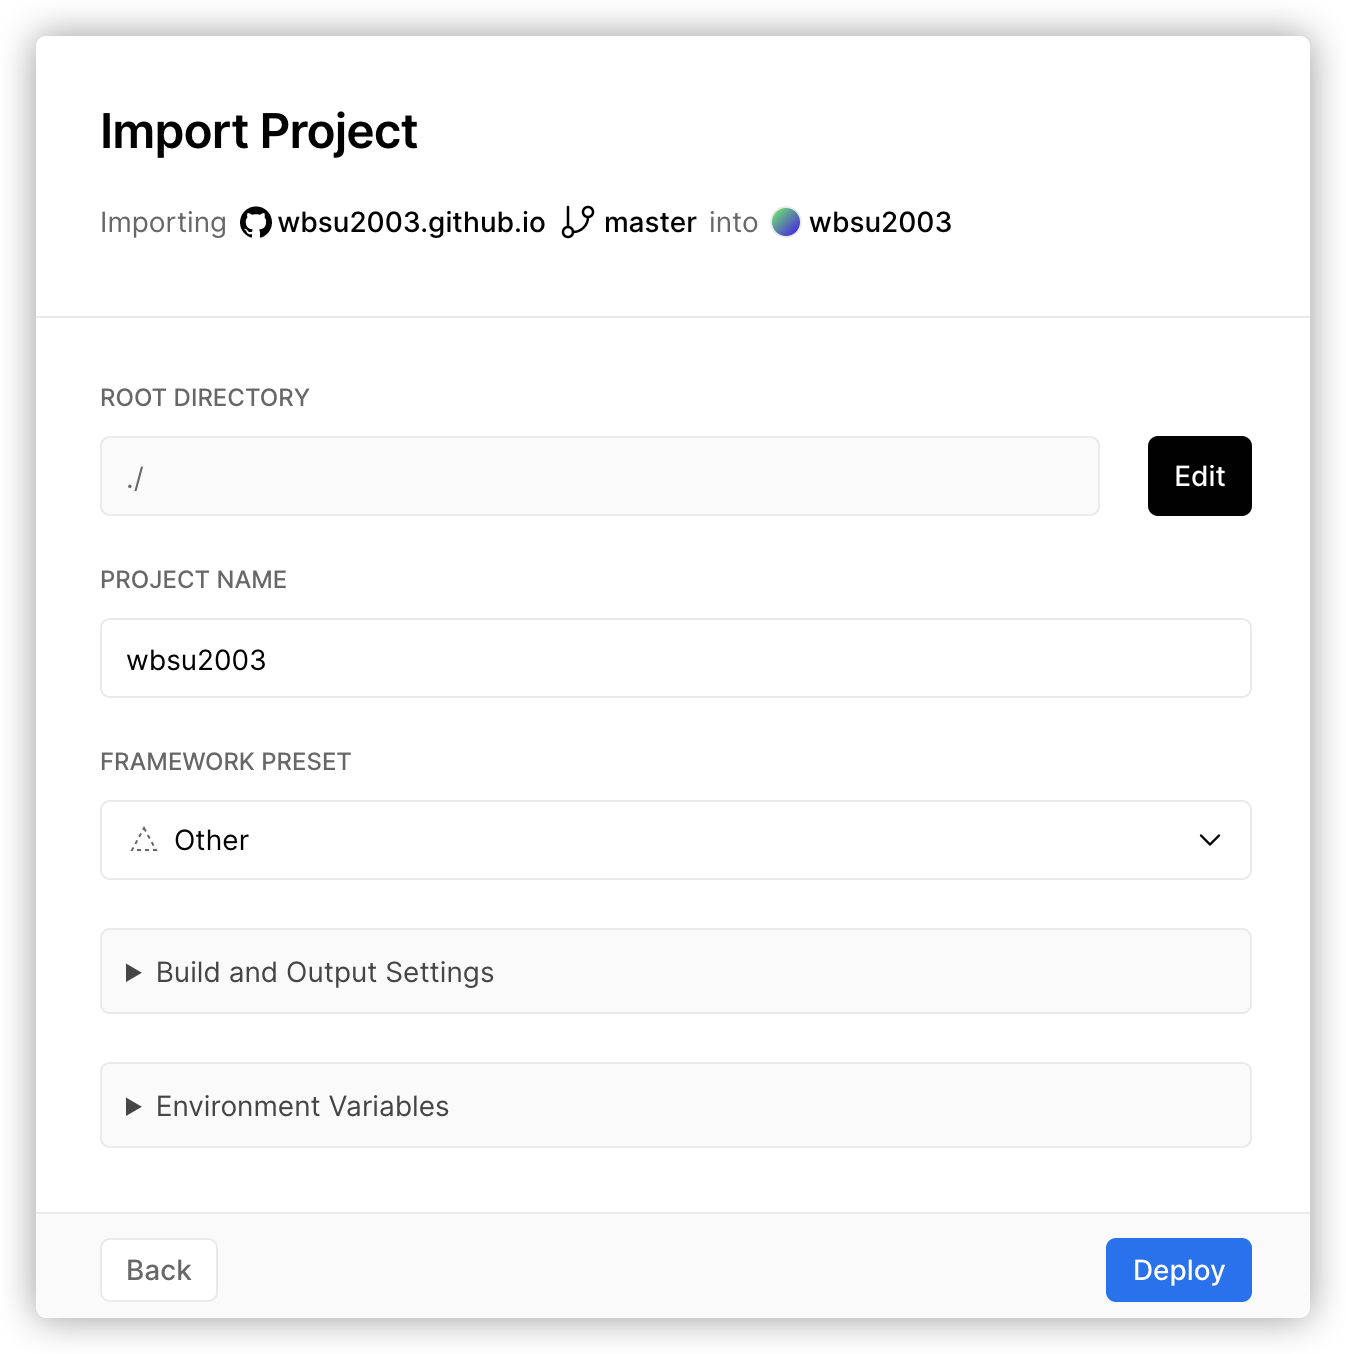 Import Project
Importing wbsu2003.github.io master into wbsu2003
ROOT DIRECTORY
./
Edit
PROJECT NAME
wbsu2003
FRAMEWORK PRESET
Other
Build and Output Settings
Environment Variables
Back
Deploy